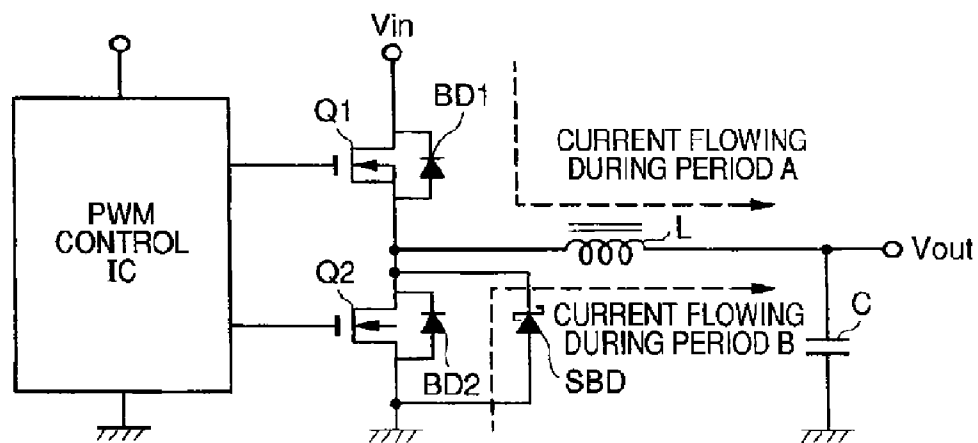 Vin
BD1
Q1
CURRENT FLOWING
DURING PERIOD A
PWM
CONTROL
IC
L
Vout
Q2
CURRENT FLOWING
DURING PERIOD B
C
BD2
SBD